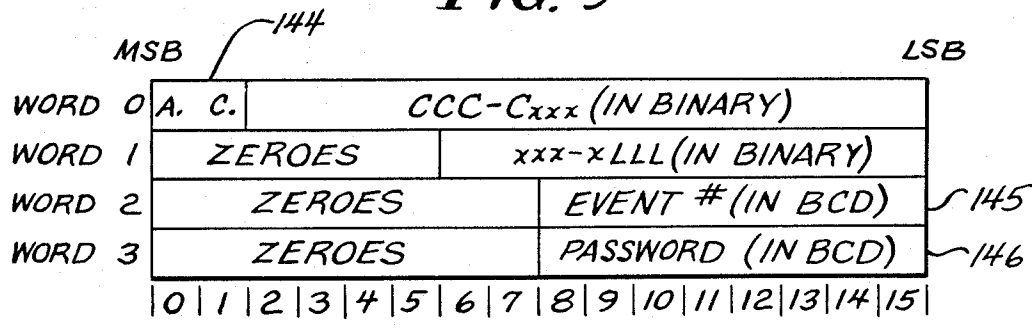 FIG. 9
144
MSB LSB
WORD 0 A. C. CCC-Cxxx (IN BINARY)
WORD 1 ZEROES xxx-xLLL (IN BINARY)
WORD 2 ZEROES EVENT # (IN BCD) 145
WORD 3 ZEROES PASSWORD (IN BCD) 146
|0|1|2|3|4|5|6|7|8|9|10|11|12|13|14|15|